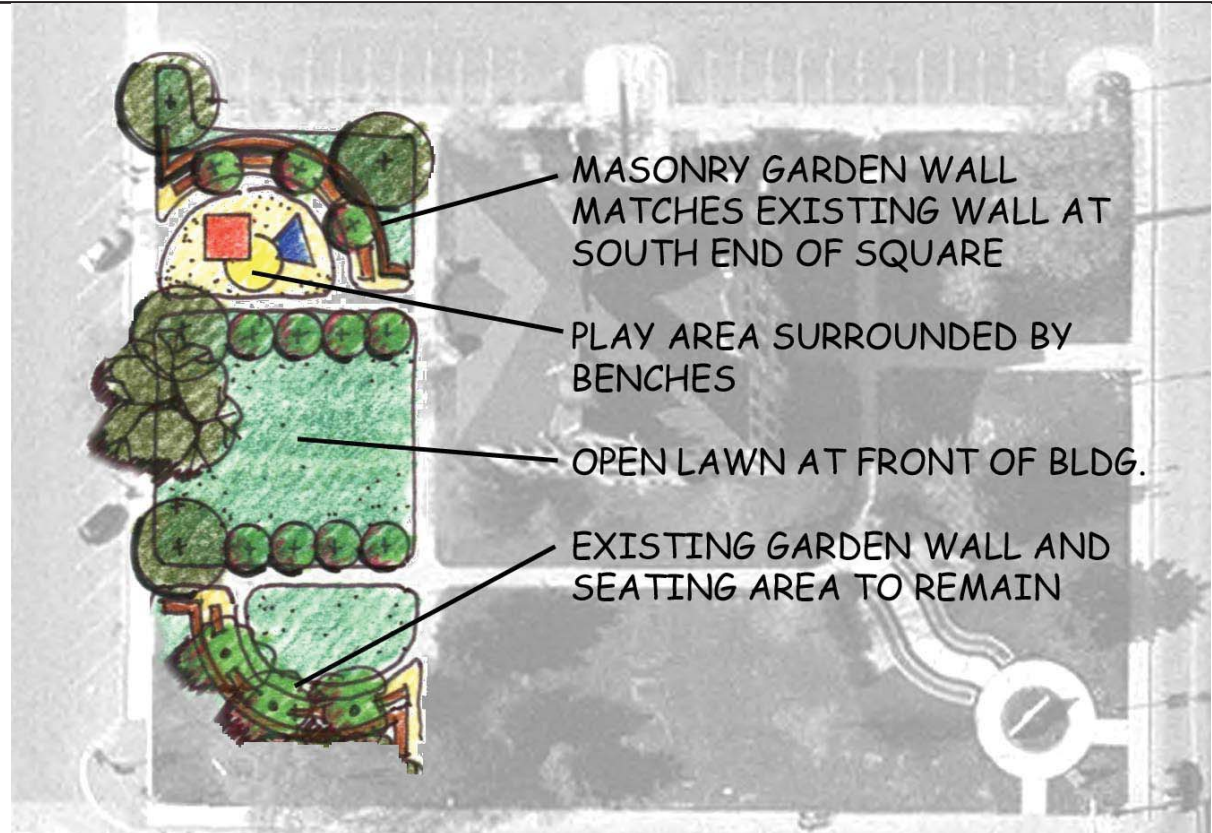 MASONRY GARDEN WALL
MATCHES EXISTING WALL AT
SOUTH END OF SQUARE
PLAY AREA SURROUNDED BY
BENCHES
OPEN LAWN AT FRONT OF BLDG.
EXISTING GARDEN WALL AND
SEATING AREA TO REMAIN